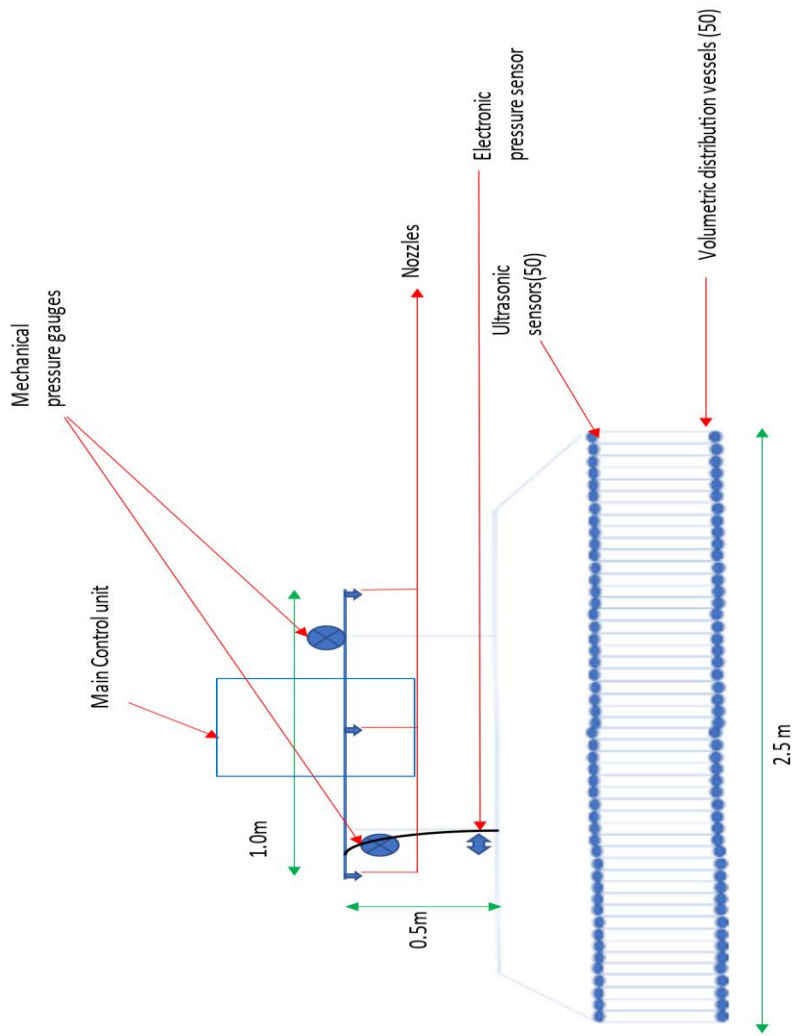 Mechanical
pressure gauges
Main Control unit
1.0m
0.5m
Nozzles
Electronic
pressure sensor
Ultrasonic
sensors(50)
Volumetric distribution vessels (50)
2.5 m